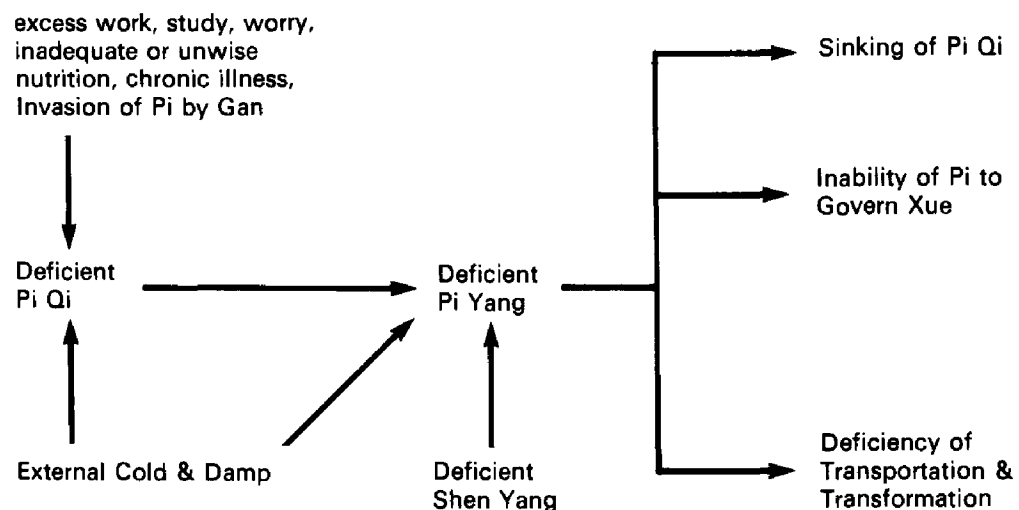 excess work, study, worry,
inadequate or unwise
nutrition, chronic illness,
Invasion of Pi by Gan
Sinking of Pi Qi
Inability of Pi to
Govern Xue
Deficient
Pi Qi
Deficient
Pi Yang
External Cold & Damp
Deficient
Shen Yang
Deficiency of
Transportation &
Transformation